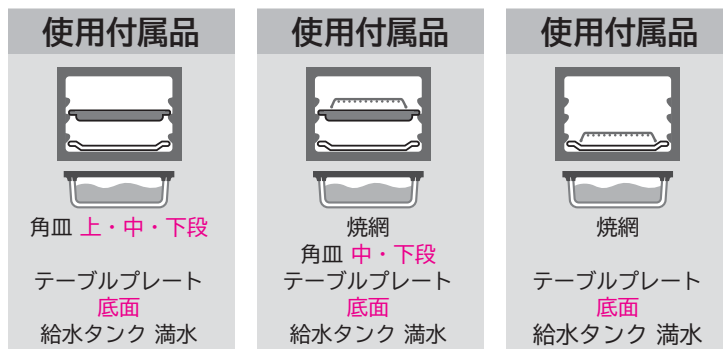 使用付属品
角皿 上・中・下段
テーブルプレート
底面
給水タンク 満水
使用付属品
焼網
角皿 中・下段
テーブルプレート
底面
給水タンク 満水
使用付属品
焼網
テーブルプレート
底面
給水タンク 満水